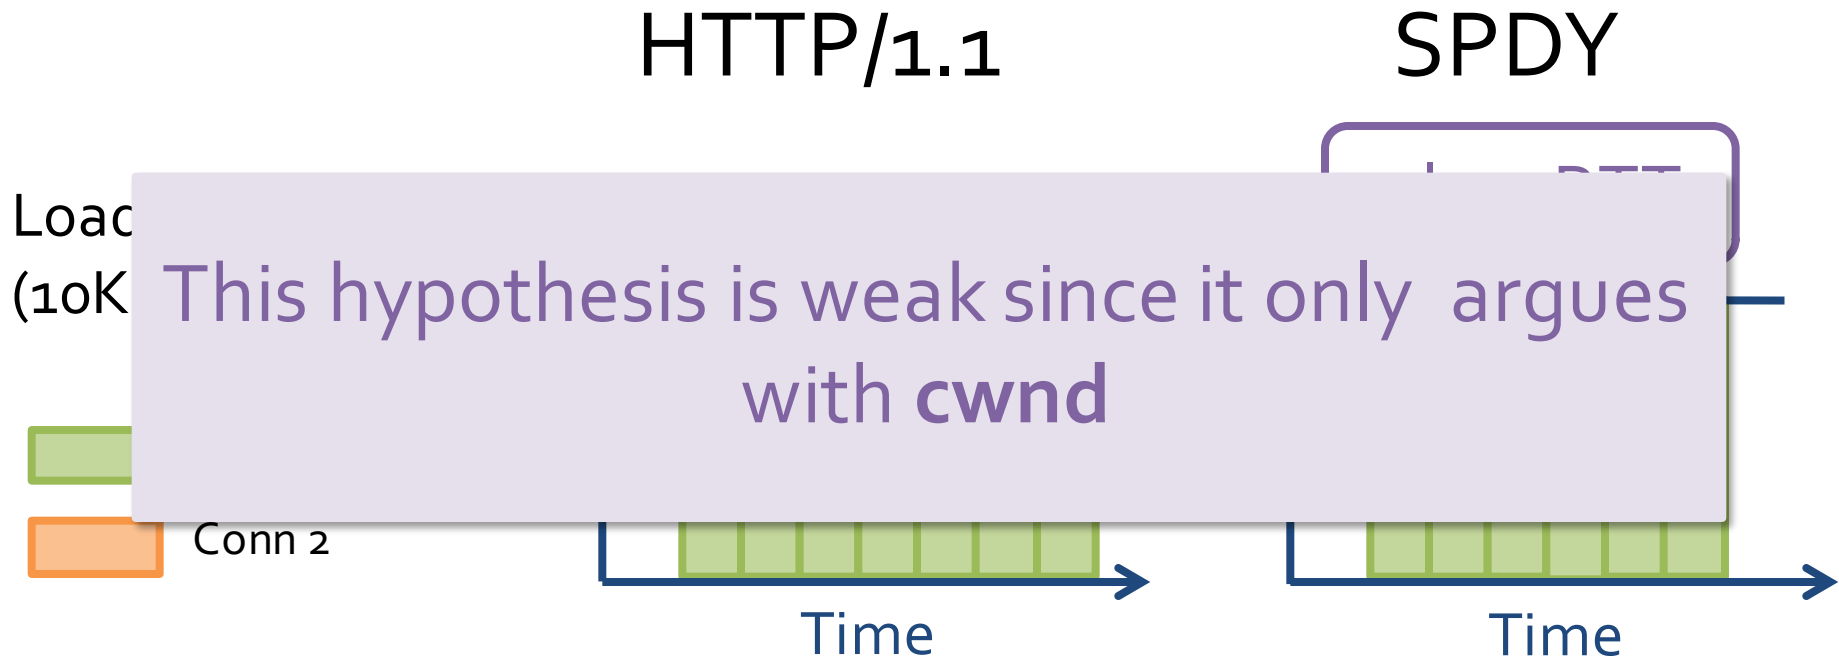 HTTP/1.1 SPDY
Load
(10K
This hypothesis is weak since it only argues
with cwnd
Conn 2
Time Time